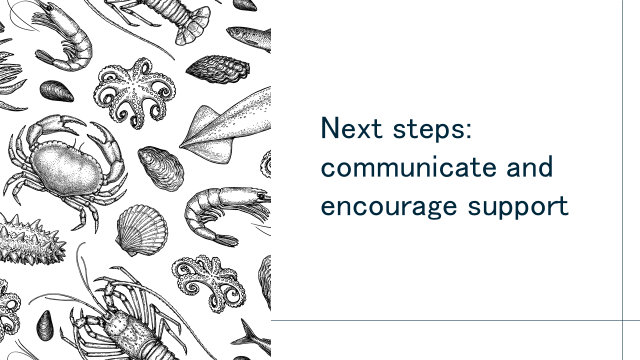 Next steps:
communicate and
encourage support